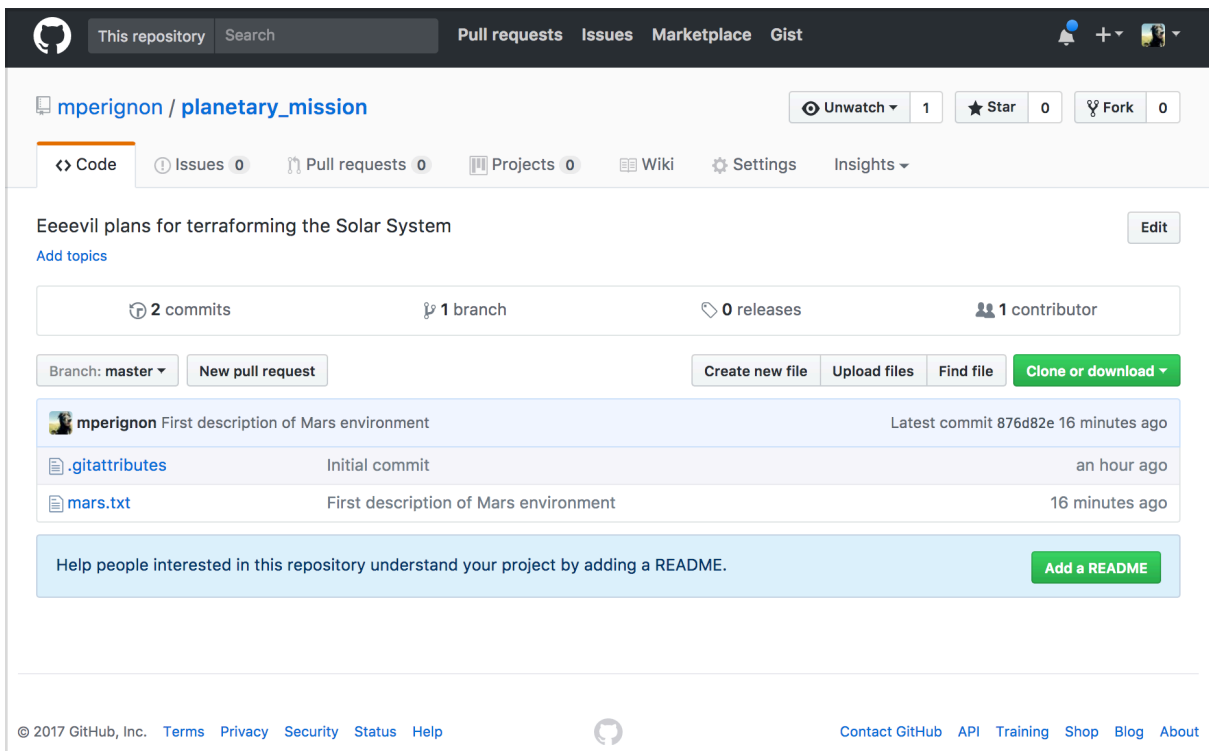 This repository Search Pull requests Issues Marketplace Gist
mperignon / planetary_mission Unwatch 1 Star 0 Fork 0
Code Issues 0 Pull requests 0 Projects 0 Wiki Settings Insights
Eeeevil plans for terraforming the Solar System Edit
Add topics
2 commits 1 branch 0 releases 1 contributor
Branch: master New pull request Create new file Upload files Find file Clone or download
mperignon First description of Mars environment Latest commit 876d82e 16 minutes ago
.gitattributes Initial commit an hour ago
mars.txt First description of Mars environment 16 minutes ago
Help people interested in this repository understand your project by adding a README. Add a README
© 2017 GitHub, Inc. Terms Privacy Security Status Help Contact GitHub API Training Shop Blog About